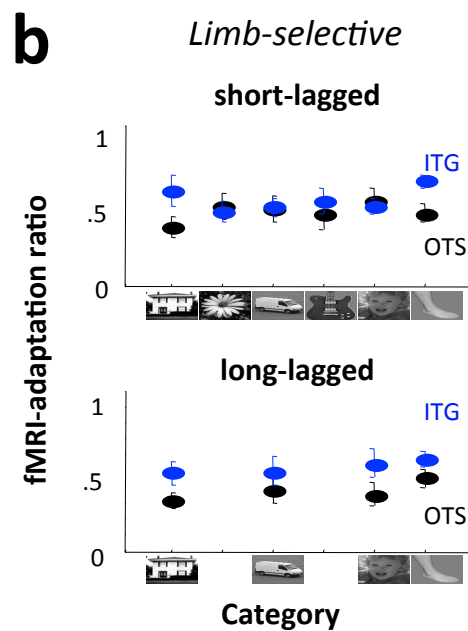 b
Limb-selective
short-lagged
1
ITG
.5
OTS
0
fMRI-adaptation ratio
long-lagged
1
ITG
.5
OTS
0
Category